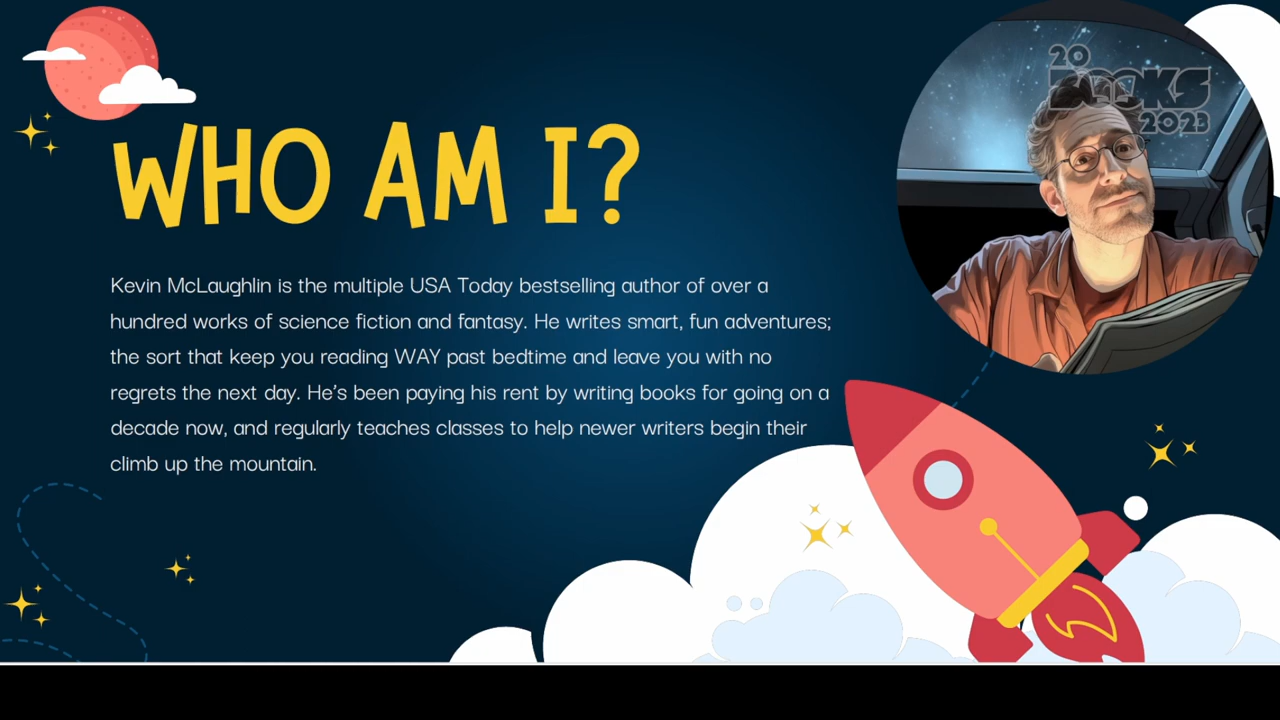 20
BOOKS
2023
WHO AM I?
Kevin McLaughlin is the multiple USA Today bestselling author of over a
hundred works of science fiction and fantasy. He writes smart, fun adventures;
the sort that keep you reading WAY past bedtime and leave you with no
regrets the next day. He’s been paying his rent by writing books for going on a
decade now, and regularly teaches classes to help newer writers begin their
climb up the mountain.